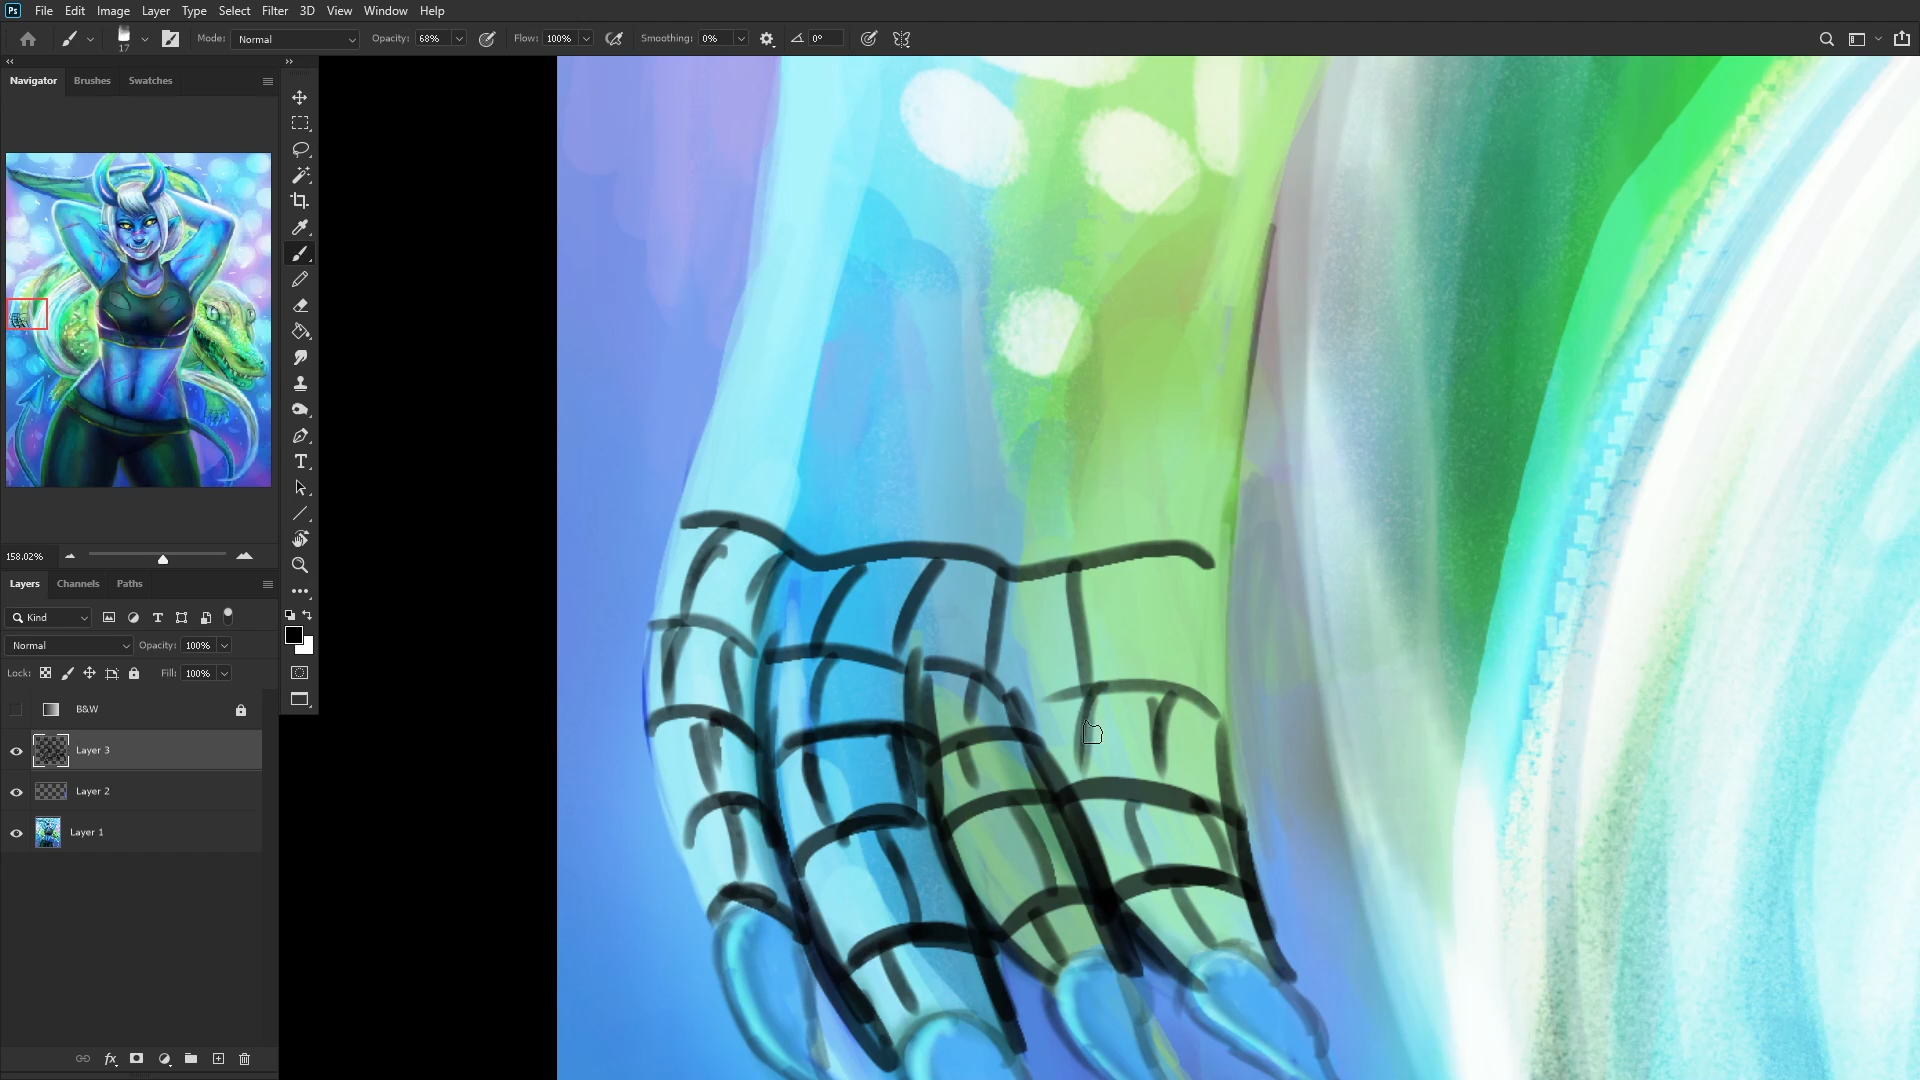 Ps File Edit Image Layer Type Select Filter 3D View Window Help
17 Mode: Normal Opacity: 68% Flow: 100% Smoothing: 0% 0°
Navigator Brushes Swatches
158.02%
Layers Channels Paths
Kind
Normal Opacity: 100%
Lock: Fill: 100%
B&W
Layer 3
Layer 2
Layer 1
fx